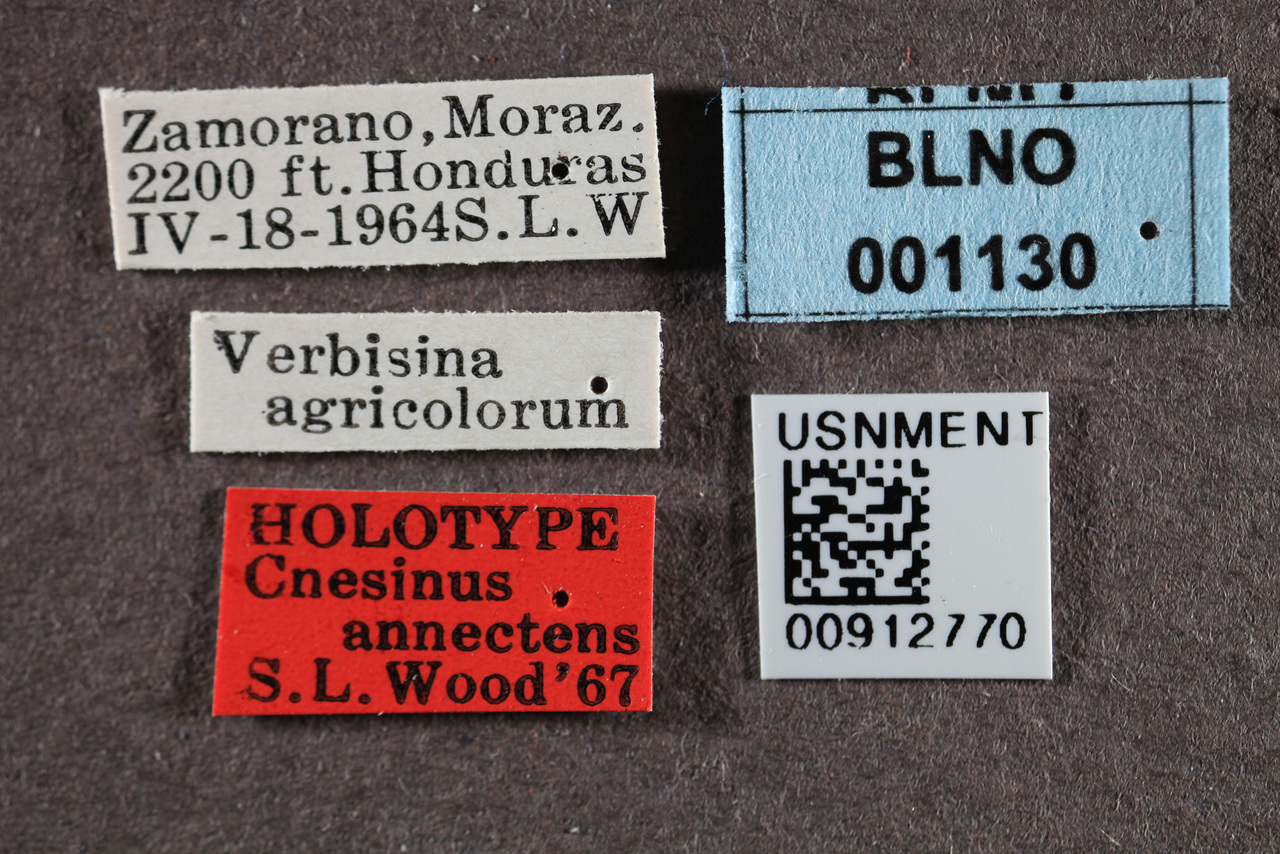 Zamorano, Moraz.
2200 ft. Honduras
IV-18-1964 S.L.W
Verbisina
agricolorum
HOLOTYPE
Cnesinus
annectens
S.L. Wood '67
BLNO
001130
USNMENT
00912770